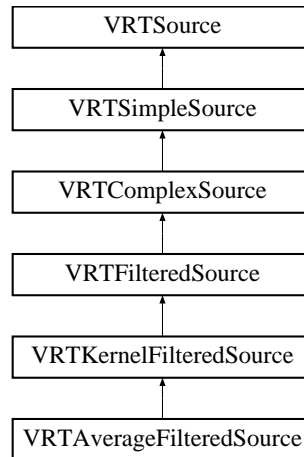 VRTSource
VRTSimpleSource
VRTComplexSource
VRTFilteredSource
VRTKernelFilteredSource
VRTAverageFilteredSource